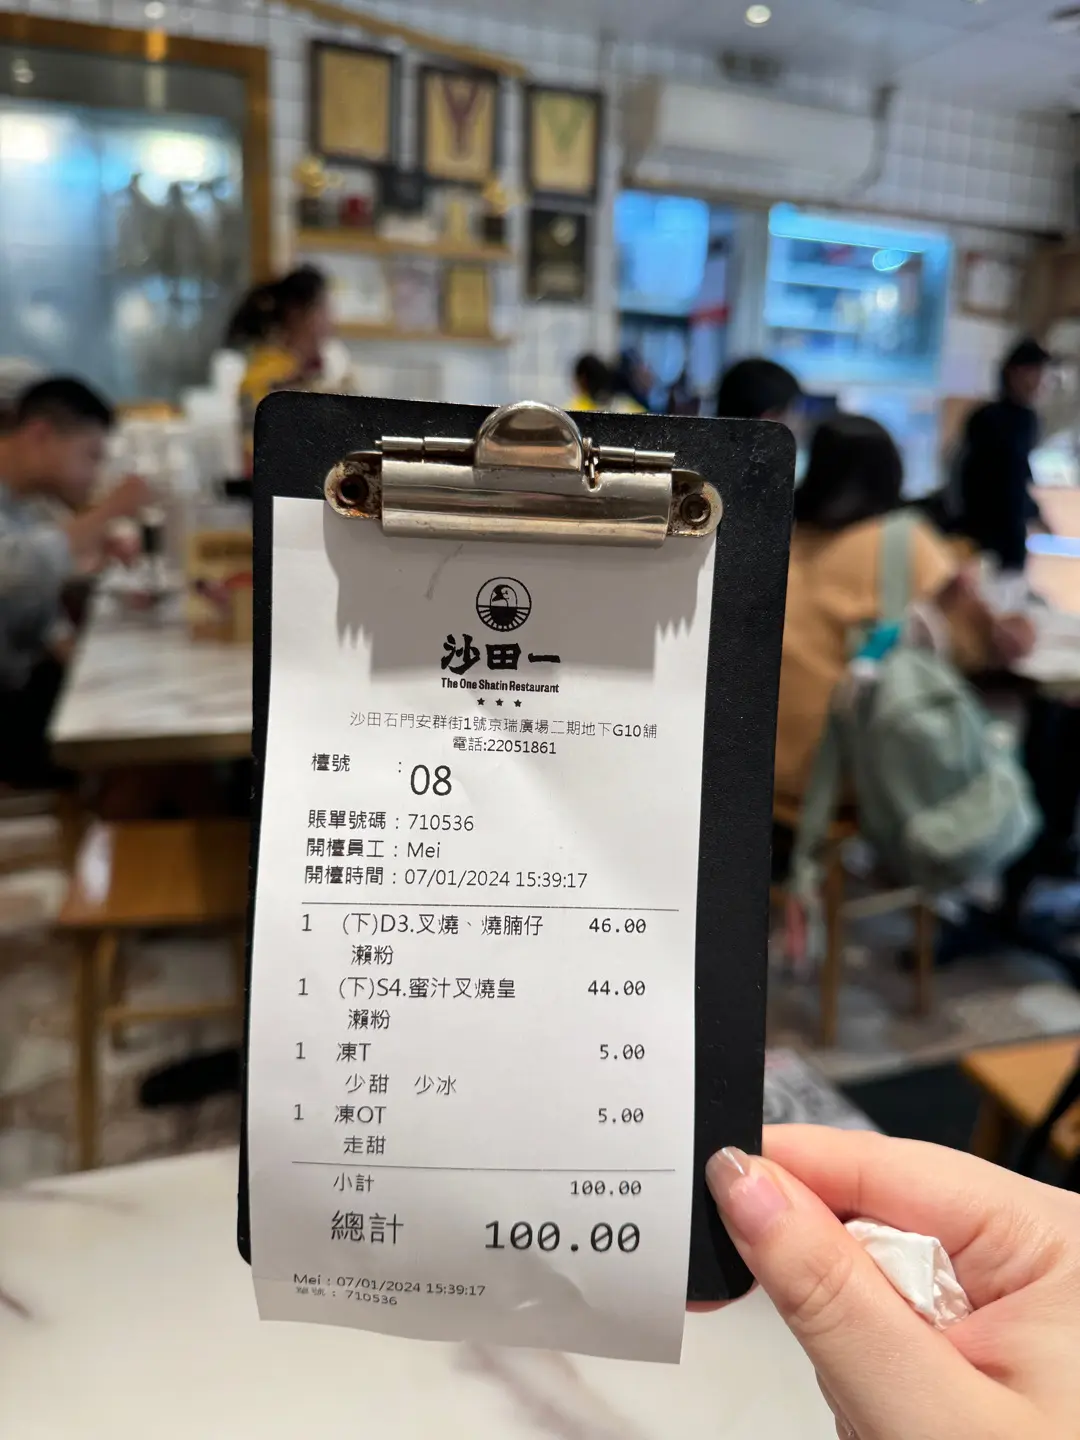 沙田一
The One Shatin Restaurant
★ ★ ★
沙田石門安群街1號京瑞廣場二期地下G10舖
電話:22051861
檯號 : 08
賬單號碼 : 710536
開檯員工 : Mei
開檯時間 : 07/01/2024 15:39:17
1 (下)D3.叉燒、燒腩仔 46.00
瀨粉
1 (下)S4.蜜汁叉燒皇 44.00
瀨粉
1 凍T 5.00
少甜 少冰
1 凍OT 5.00
走甜
小計 100.00
總計 100.00
Mei : 07/01/2024 15:39:17
單號 : 710536